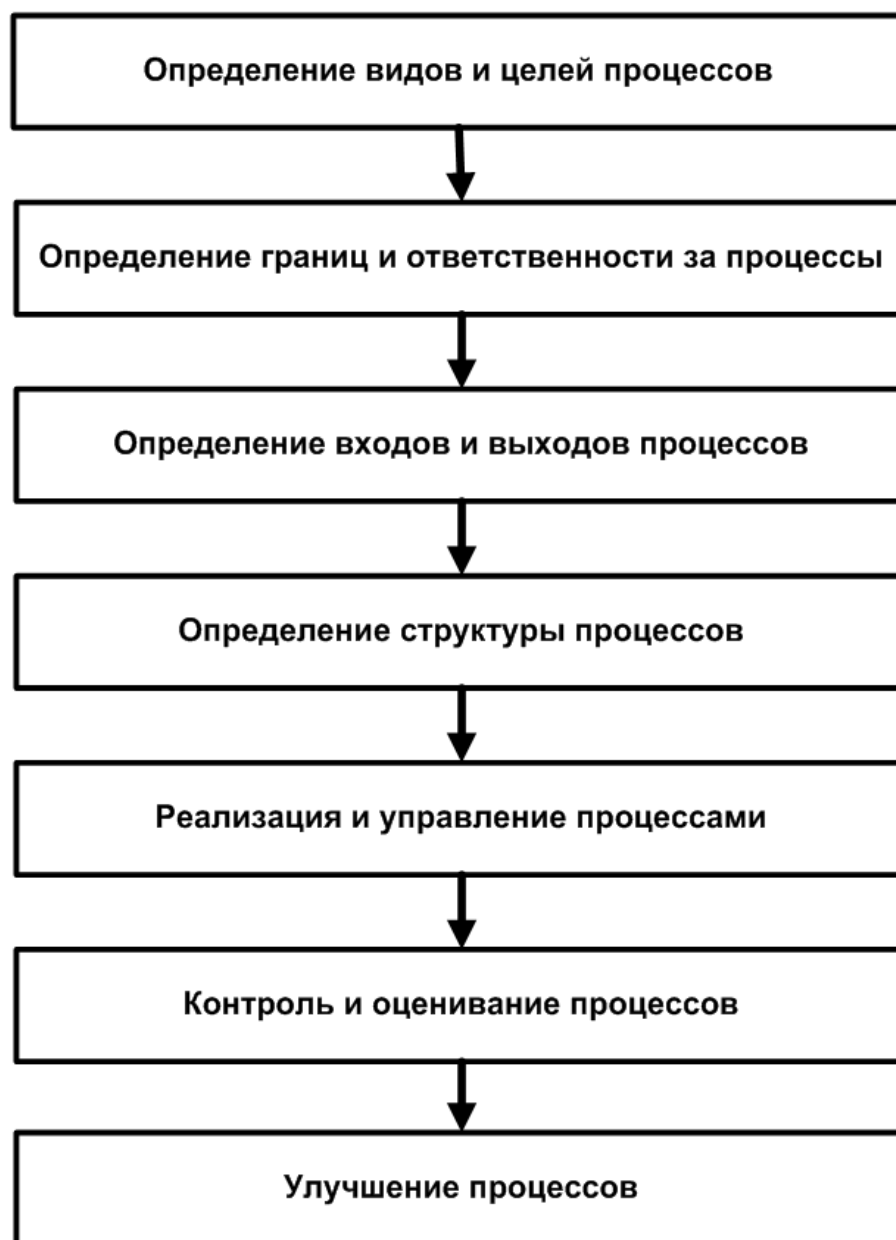 Определение видов и целей процессов
Определение границ и ответственности за процессы
Определение входов и выходов процессов
Определение структуры процессов
Реализация и управление процессами
Контроль и оценивание процессов
Улучшение процессов